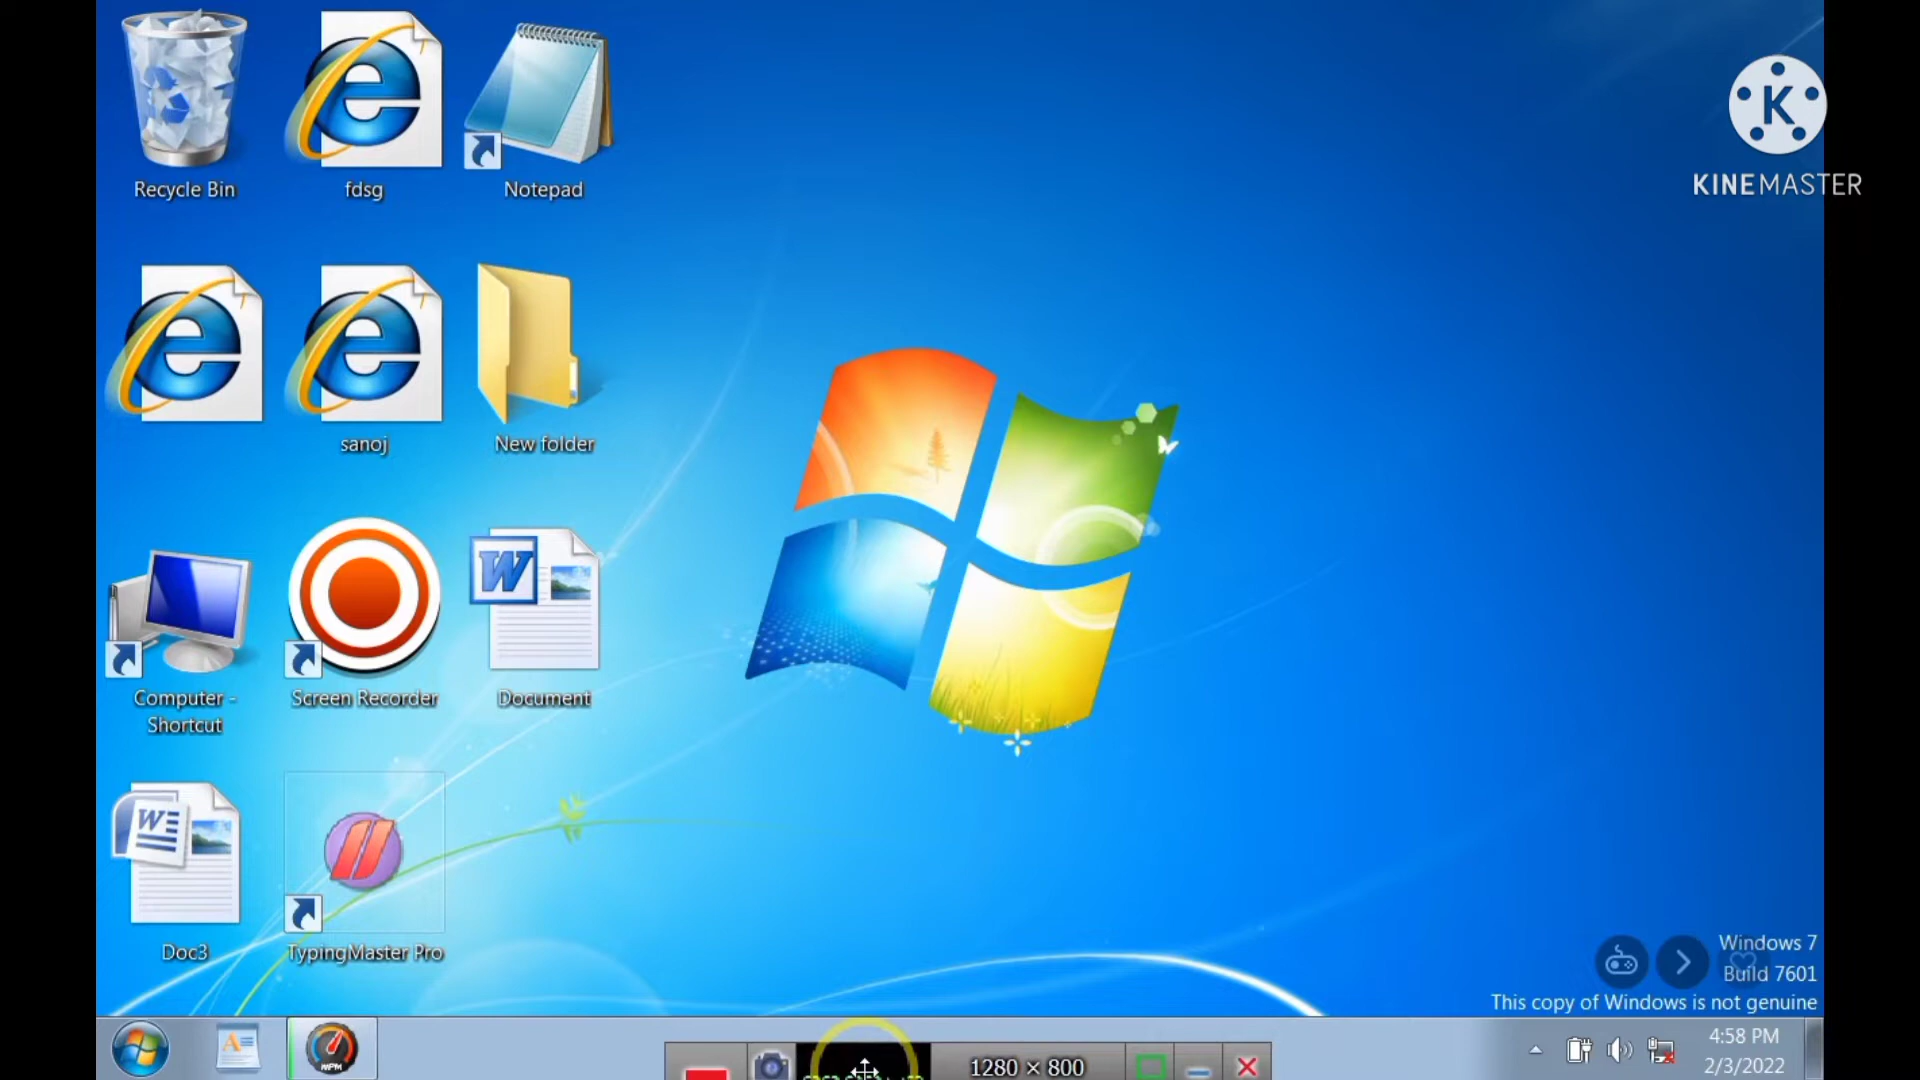 Recycle Bin
fdsg
Notepad
K
KINEMASTER
sanoj
New folder
W
Computer -
Shortcut
Screen Recorder
Document
W
Doc3
TypingMaster Pro
Windows 7
Build 7601
This copy of Windows is not genuine
A
WPM
1280 × 800
4:58 PM
2/3/2022